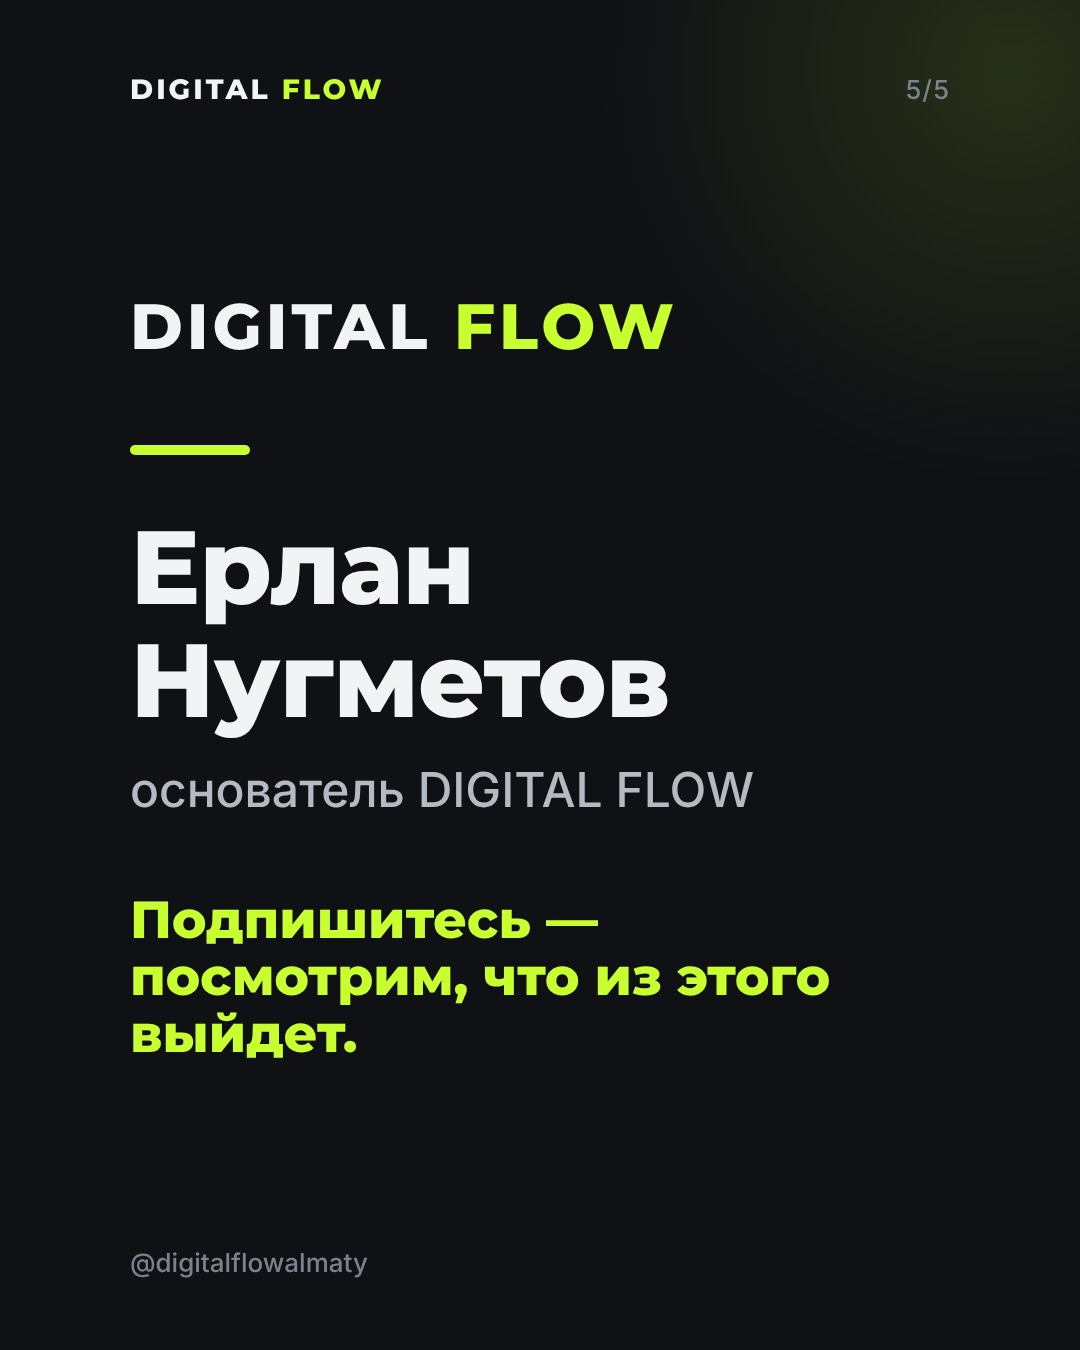 DIGITAL FLOW
5/5
DIGITAL FLOW
Ерлан
Нугметов
основатель DIGITAL FLOW
Подпишитесь —
посмотрим, что из этого
выйдет.
@digitalflowalmaty